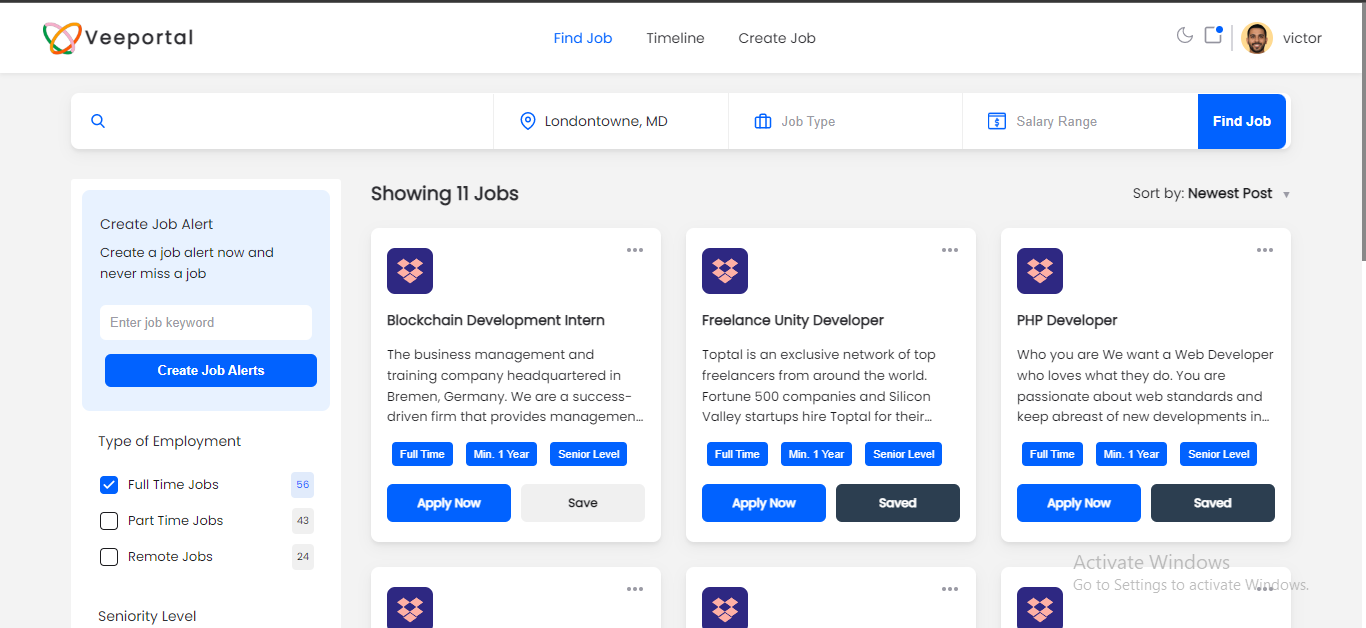 Veeportal
Find Job
Timeline
Create Job
victor
Londontowne, MD
Job Type
Salary Range
Find Job
Create Job Alert
Create a job alert now and
never miss a job
Enter job keyword
Create Job Alerts
Type of Employment
Full Time Jobs 56
Part Time Jobs 43
Remote Jobs 24
Seniority Level
Showing 11 Jobs
Sort by: Newest Post
Blockchain Development Intern
The business management and
training company headquartered in
Bremen, Germany. We are a success-
driven firm that provides managemen...
Full Time Min. 1 Year Senior Level
Apply Now Save
Freelance Unity Developer
Toptal is an exclusive network of top
freelancers from around the world.
Fortune 500 companies and Silicon
Valley startups hire Toptal for their...
Full Time Min. 1 Year Senior Level
Apply Now Saved
PHP Developer
Who you are We want a Web Developer
who loves what they do. You are
passionate about web standards and
keep abreast of new developments in...
Full Time Min. 1 Year Senior Level
Apply Now Saved
Activate Windows
Go to Settings to activate Windows.